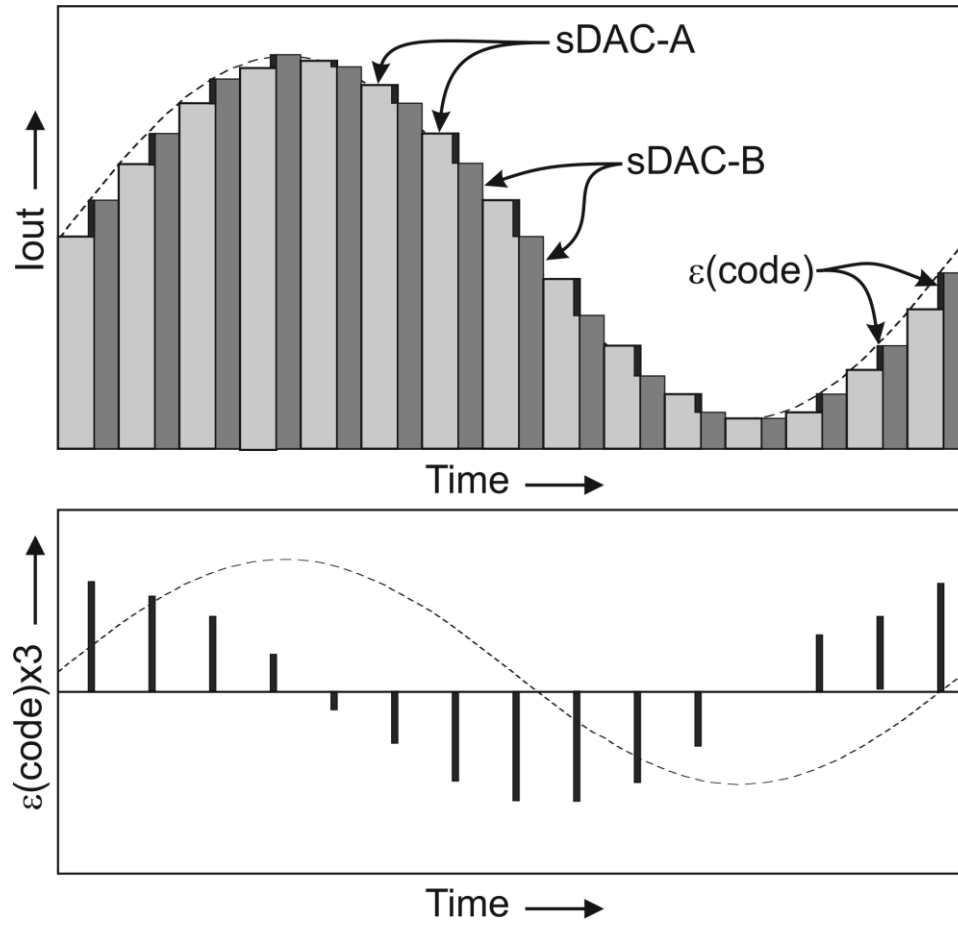 sDAC-A
sDAC-B
ε(code)
Iout
Time
ε(code)x3
Time